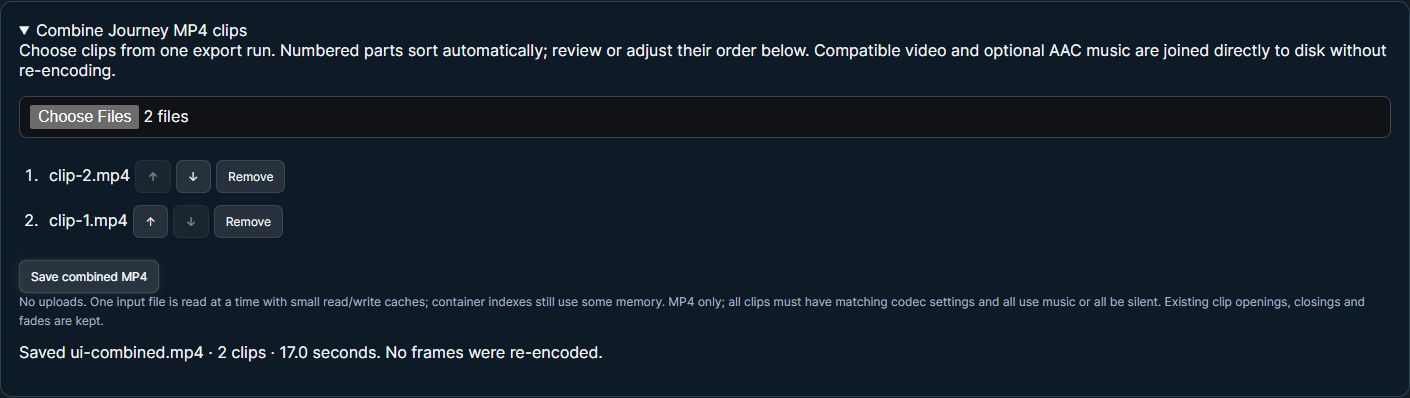 ▼ Combine Journey MP4 clips
Choose clips from one export run. Numbered parts sort automatically; review or adjust their order below. Compatible video and optional AAC music are joined directly to disk without
re-encoding.
Choose Files 2 files
1. clip-2.mp4 ↑ ↓ Remove
2. clip-1.mp4 ↑ ↓ Remove
Save combined MP4
No uploads. One input file is read at a time with small read/write caches; container indexes still use some memory. MP4 only; all clips must have matching codec settings and all use music or all be silent. Existing clip openings, closings and
fades are kept.
Saved ui-combined.mp4 · 2 clips · 17.0 seconds. No frames were re-encoded.